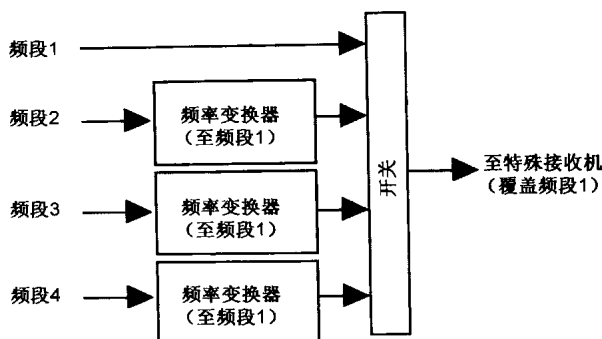 频段1
频段2
频率变换器
（至频段1）
频段3
频率变换器
（至频段1）
频段4
频率变换器
（至频段1）
开关
至特殊接收机
（覆盖频段1）